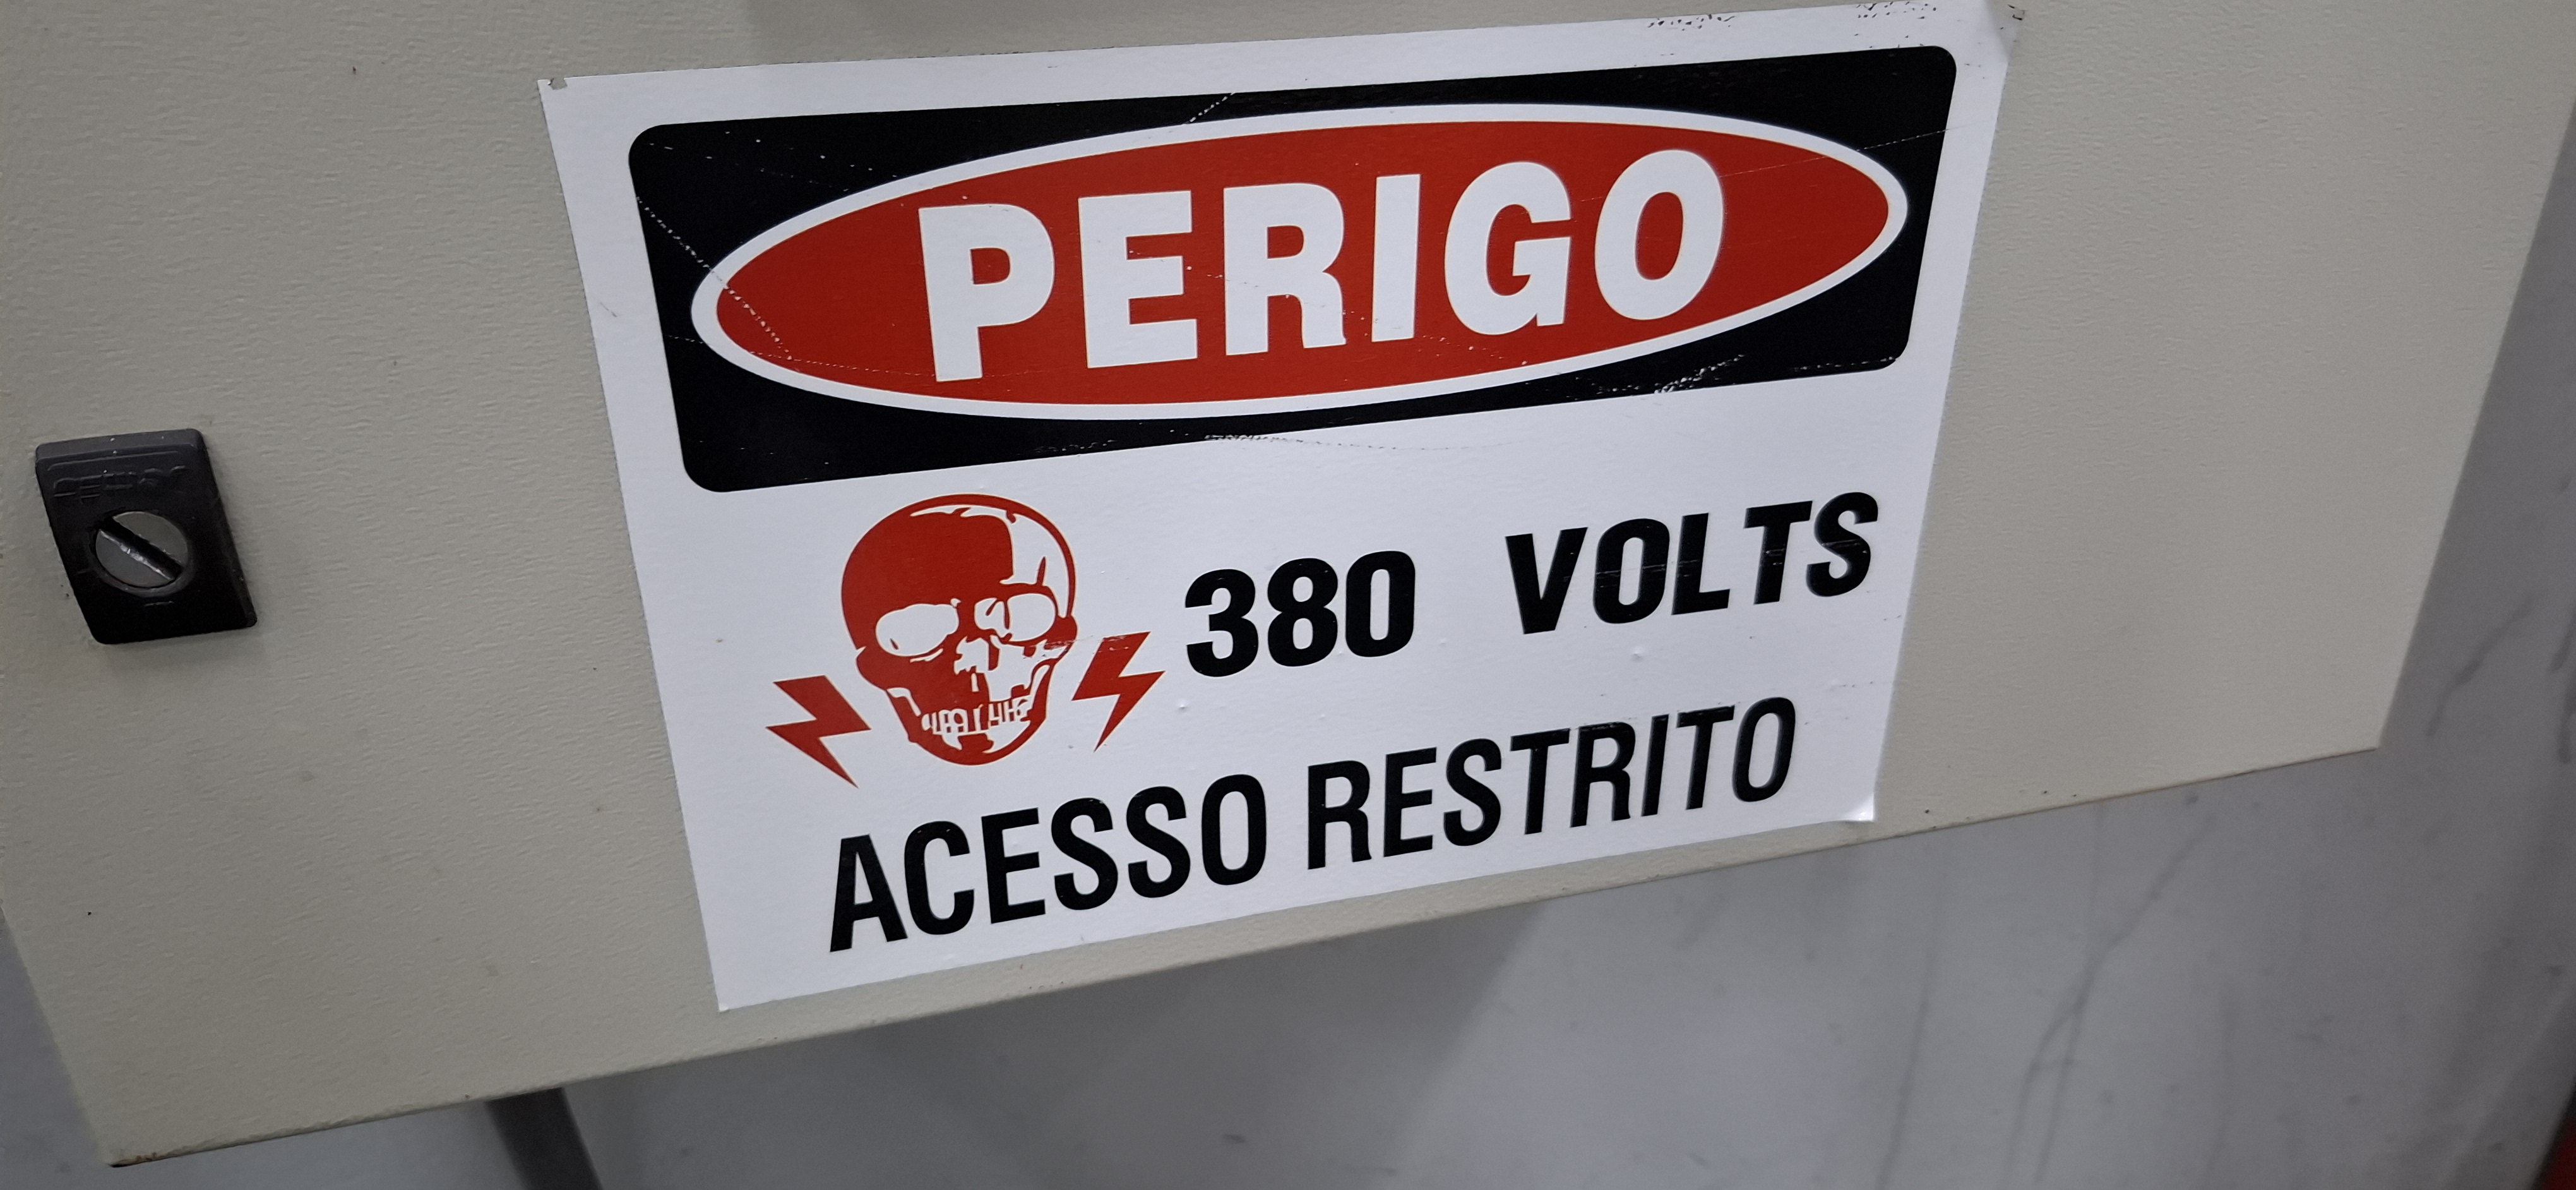 PERIGO
380 VOLTS
ACESSO RESTRITO